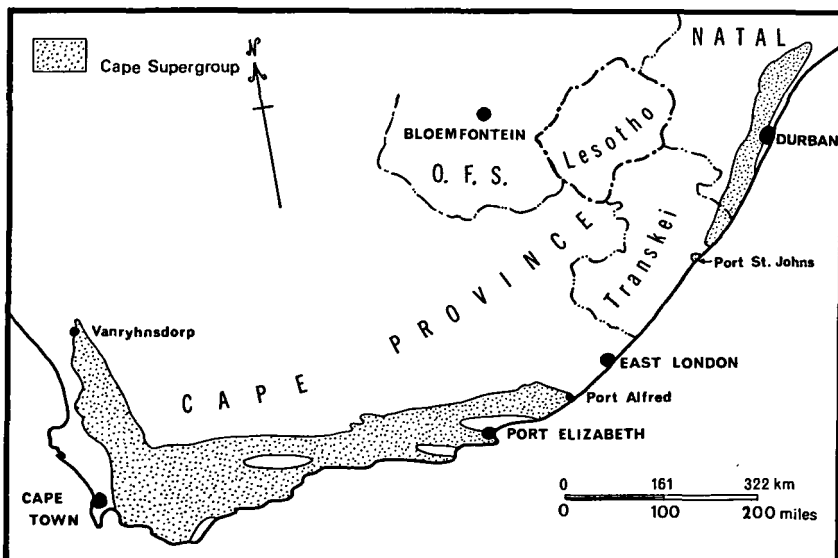 NATAL
N
Cape Supergroup
BLOEMFONTEIN
Lesotho
DURBAN
O. F. S.
Transkei
Port St. Johns
CAPE PROVINCE
Vanryhnsdorp
EAST LONDON
Port Alfred
PORT ELIZABETH
CAPE
TOWN
0 161 322 km
0 100 200 miles